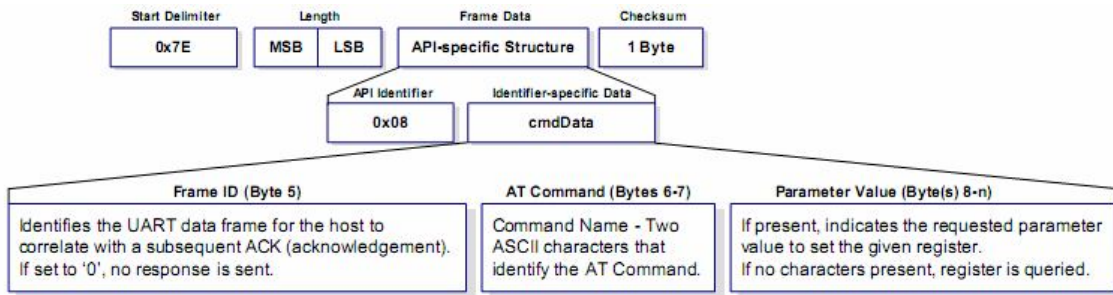 Start Delimiter Length Frame Data Checksum
0x7E MSB LSB API-specific Structure 1 Byte
API Identifier Identifier-specific Data
0x08 cmdData
Frame ID (Byte 5)
Identifies the UART data frame for the host to
correlate with a subsequent ACK (acknowledgement).
If set to ‘0’, no response is sent.
AT Command (Bytes 6-7)
Command Name - Two
ASCII characters that
identify the AT Command.
Parameter Value (Byte(s) 8-n)
If present, indicates the requested parameter
value to set the given register.
If no characters present, register is queried.